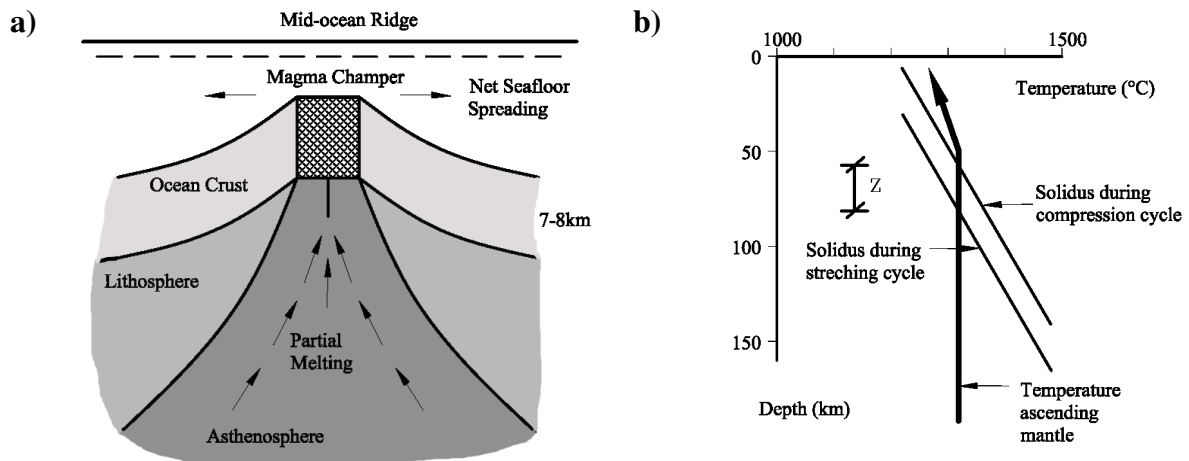 a)
Mid-ocean Ridge
Magma Champer
Net Seafloor
Spreading
Ocean Crust
7-8km
Lithosphere
Partial
Melting
Asthenosphere
b)
1000
1500
0
Temperature (°C)
50
Z
Solidus during
compression cycle
100
Solidus during
streching cycle
150
Depth (km)
Temperature
ascending
mantle